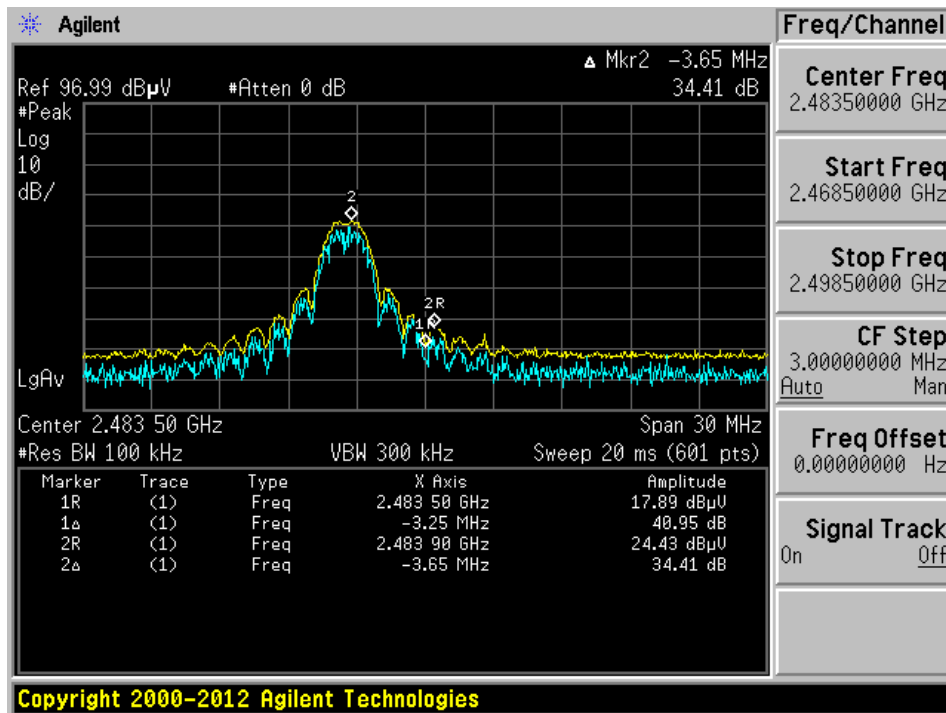 Agilent
Freq/Channel
Δ Mkr2 -3.65 MHz
Ref 96.99 dBµV #Atten 0 dB 34.41 dB
#Peak
Log
10
dB/
2
2R
1R
LgAv
Center 2.483 50 GHz Span 30 MHz
#Res BW 100 kHz VBW 300 kHz Sweep 20 ms (601 pts)
Marker Trace Type X Axis Amplitude
1R (1) Freq 2.483 50 GHz 17.89 dBµV
1Δ (1) Freq -3.25 MHz 40.95 dB
2R (1) Freq 2.483 90 GHz 24.43 dBµV
2Δ (1) Freq -3.65 MHz 34.41 dB
Center Freq
2.48350000 GHz
Start Freq
2.46850000 GHz
Stop Freq
2.49850000 GHz
CF Step
3.00000000 MHz
Auto Man
Freq Offset
0.00000000 Hz
Signal Track
On Off
Copyright 2000-2012 Agilent Technologies